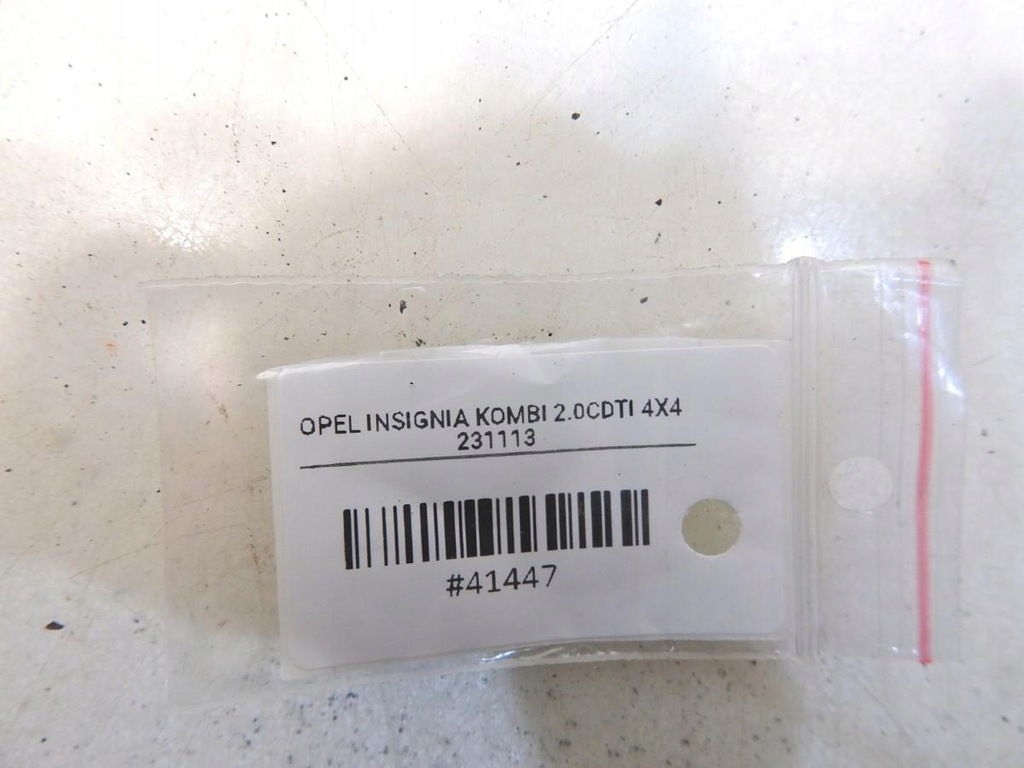 OPEL INSIGNIA KOMBI 2.0CDTI 4X4
231113
#41447